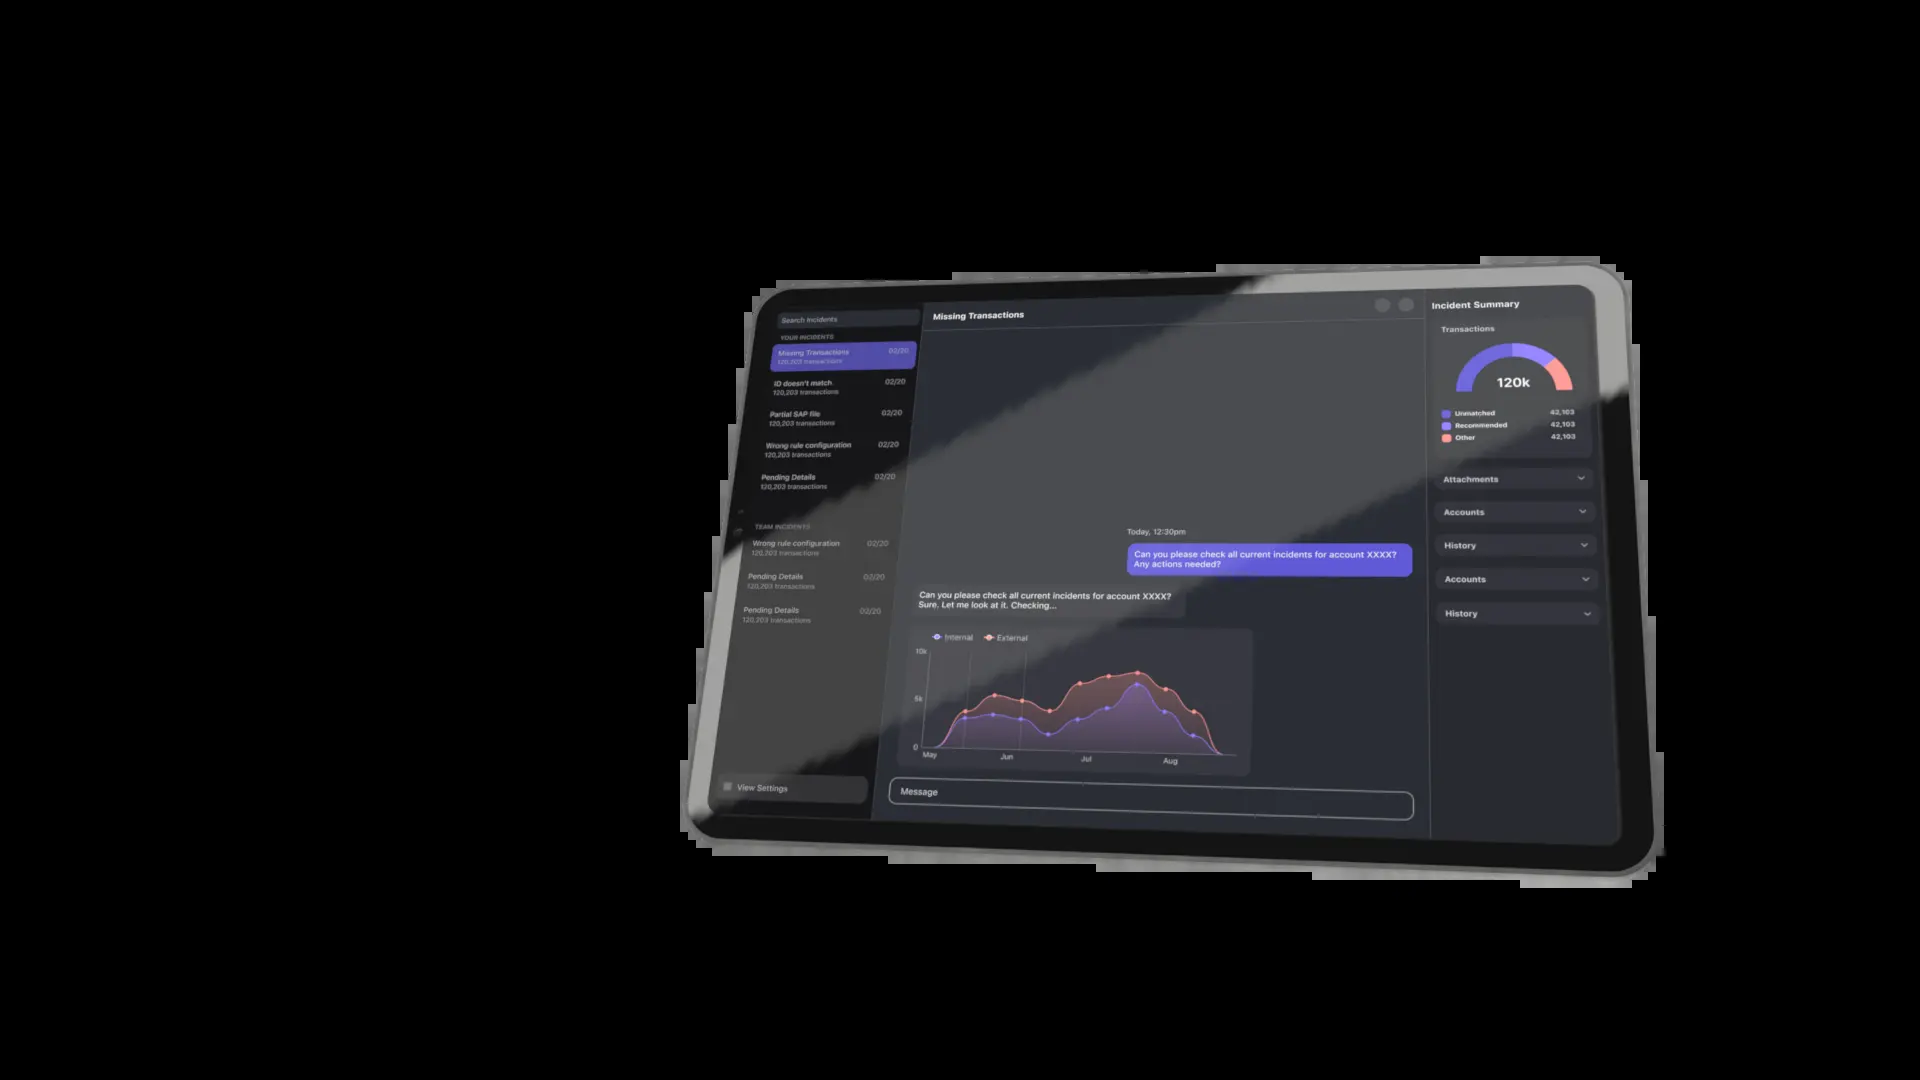 Search Incidents
YOUR INCIDENTS
Missing Transactions 02/20
120,203 transactions
ID doesn't match 02/20
120,203 transactions
Partial SAP file 02/20
120,203 transactions
Wrong rule configuration 02/20
120,203 transactions
Pending Details 02/20
120,203 transactions
TEAM INCIDENTS
Wrong rule configuration 02/20
120,203 transactions
Pending Details 02/20
120,203 transactions
Pending Details 02/20
120,203 transactions
View Settings
Missing Transactions
Today, 12:30pm
Can you please check all current incidents for account XXXX?
Any actions needed?
Can you please check all current incidents for account XXXX?
Sure. Let me look at it. Checking...
Internal External
10k
5k
0
May Jun Jul Aug
Message
Incident Summary
Transactions
120k
Unmatched 42,103
Recommended 42,103
Other 42,103
Attachments
Accounts
History
Accounts
History